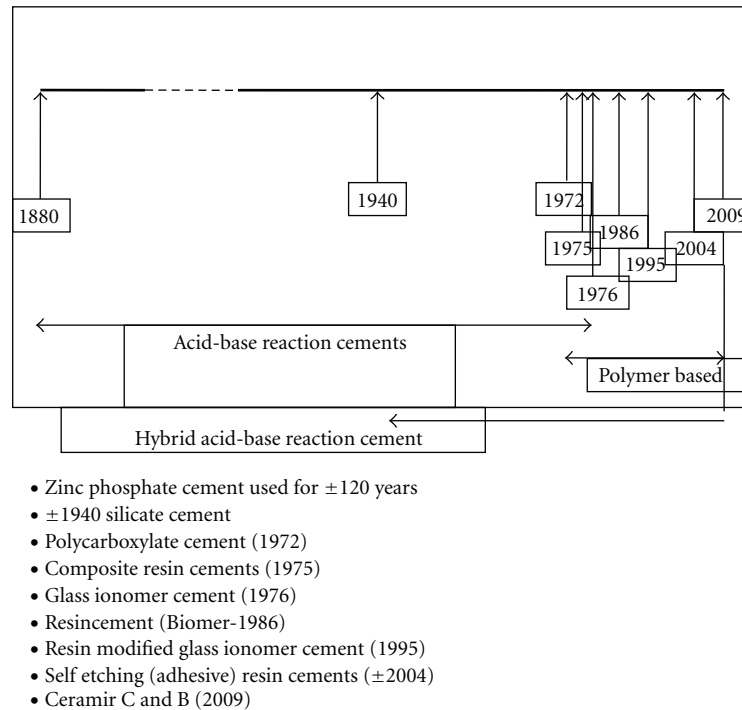 1880
1940
1972
1975
1976
1986
1995
2004
2009
Acid-base reaction cements
Polymer based
Hybrid acid-base reaction cement
• Zinc phosphate cement used for ±120 years
• ±1940 silicate cement
• Polycarboxylate cement (1972)
• Composite resin cements (1975)
• Glass ionomer cement (1976)
• Resincement (Biomer-1986)
• Resin modified glass ionomer cement (1995)
• Self etching (adhesive) resin cements (±2004)
• Ceramir C and B (2009)